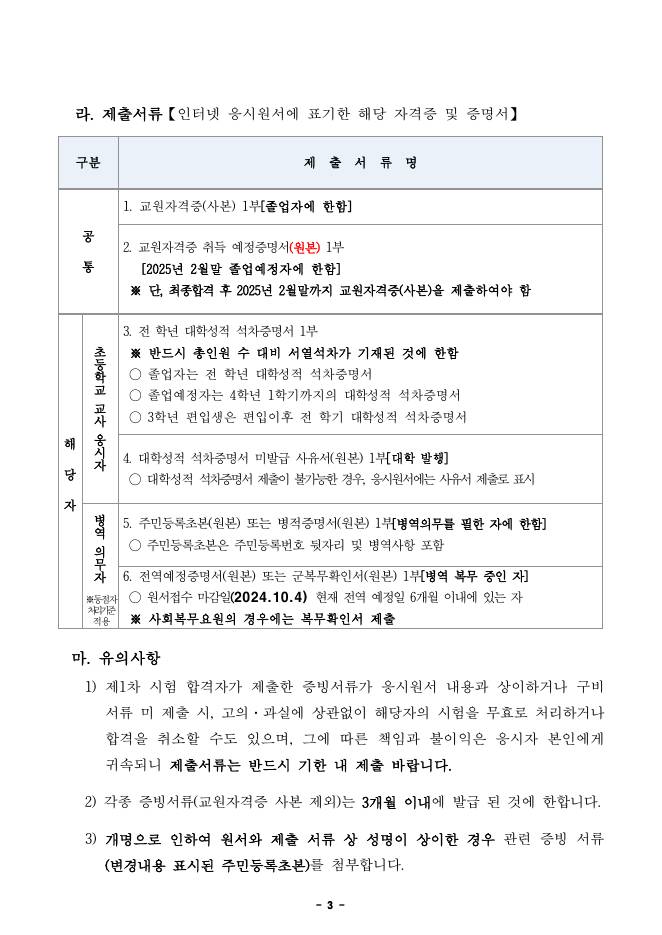 라. 제출서류【인터넷 응시원서에 표기한 해당 자격증 및 증명서】
구분
제 출 서 류 명
공
통
1. 교원자격증(사본) 1부[졸업자에 한함]
2. 교원자격증 취득 예정증명서(원본) 1부
[2025년 2월말 졸업예정자에 한함]
※ 단, 최종합격 후 2025년 2월말까지 교원자격증(사본)을 제출하여야 함
해
당
자
초등학교 교사 응시자
3. 전 학년 대학성적 석차증명서 1부
※ 반드시 총인원 수 대비 서열석차가 기재된 것에 한함
○ 졸업자는 전 학년 대학성적 석차증명서
○ 졸업예정자는 4학년 1학기까지의 대학성적 석차증명서
○ 3학년 편입생은 편입이후 전 학기 대학성적 석차증명서
4. 대학성적 석차증명서 미발급 사유서(원본) 1부[대학 발행]
○ 대학성적 석차증명서 제출이 불가능한 경우, 응시원서에는 사유서 제출로 표시
병역 의무자
※동점자
처리기준
적용
5. 주민등록초본(원본) 또는 병적증명서(원본) 1부[병역의무를 필한 자에 한함]
○ 주민등록초본은 주민등록번호 뒷자리 및 병역사항 포함
6. 전역예정증명서(원본) 또는 군복무확인서(원본) 1부[병역 복무 중인 자]
○ 원서접수 마감일(2024.10.4) 현재 전역 예정일 6개월 이내에 있는 자
※ 사회복무요원의 경우에는 복무확인서 제출
마. 유의사항
1) 제1차 시험 합격자가 제출한 증빙서류가 응시원서 내용과 상이하거나 구비
서류 미 제출 시, 고의·과실에 상관없이 해당자의 시험을 무효로 처리하거나
합격을 취소할 수도 있으며, 그에 따른 책임과 불이익은 응시자 본인에게
귀속되니 제출서류는 반드시 기한 내 제출 바랍니다.
2) 각종 증빙서류(교원자격증 사본 제외)는 3개월 이내에 발급 된 것에 한합니다.
3) 개명으로 인하여 원서와 제출 서류 상 성명이 상이한 경우 관련 증빙 서류
(변경내용 표시된 주민등록초본)를 첨부합니다.
- 3 -